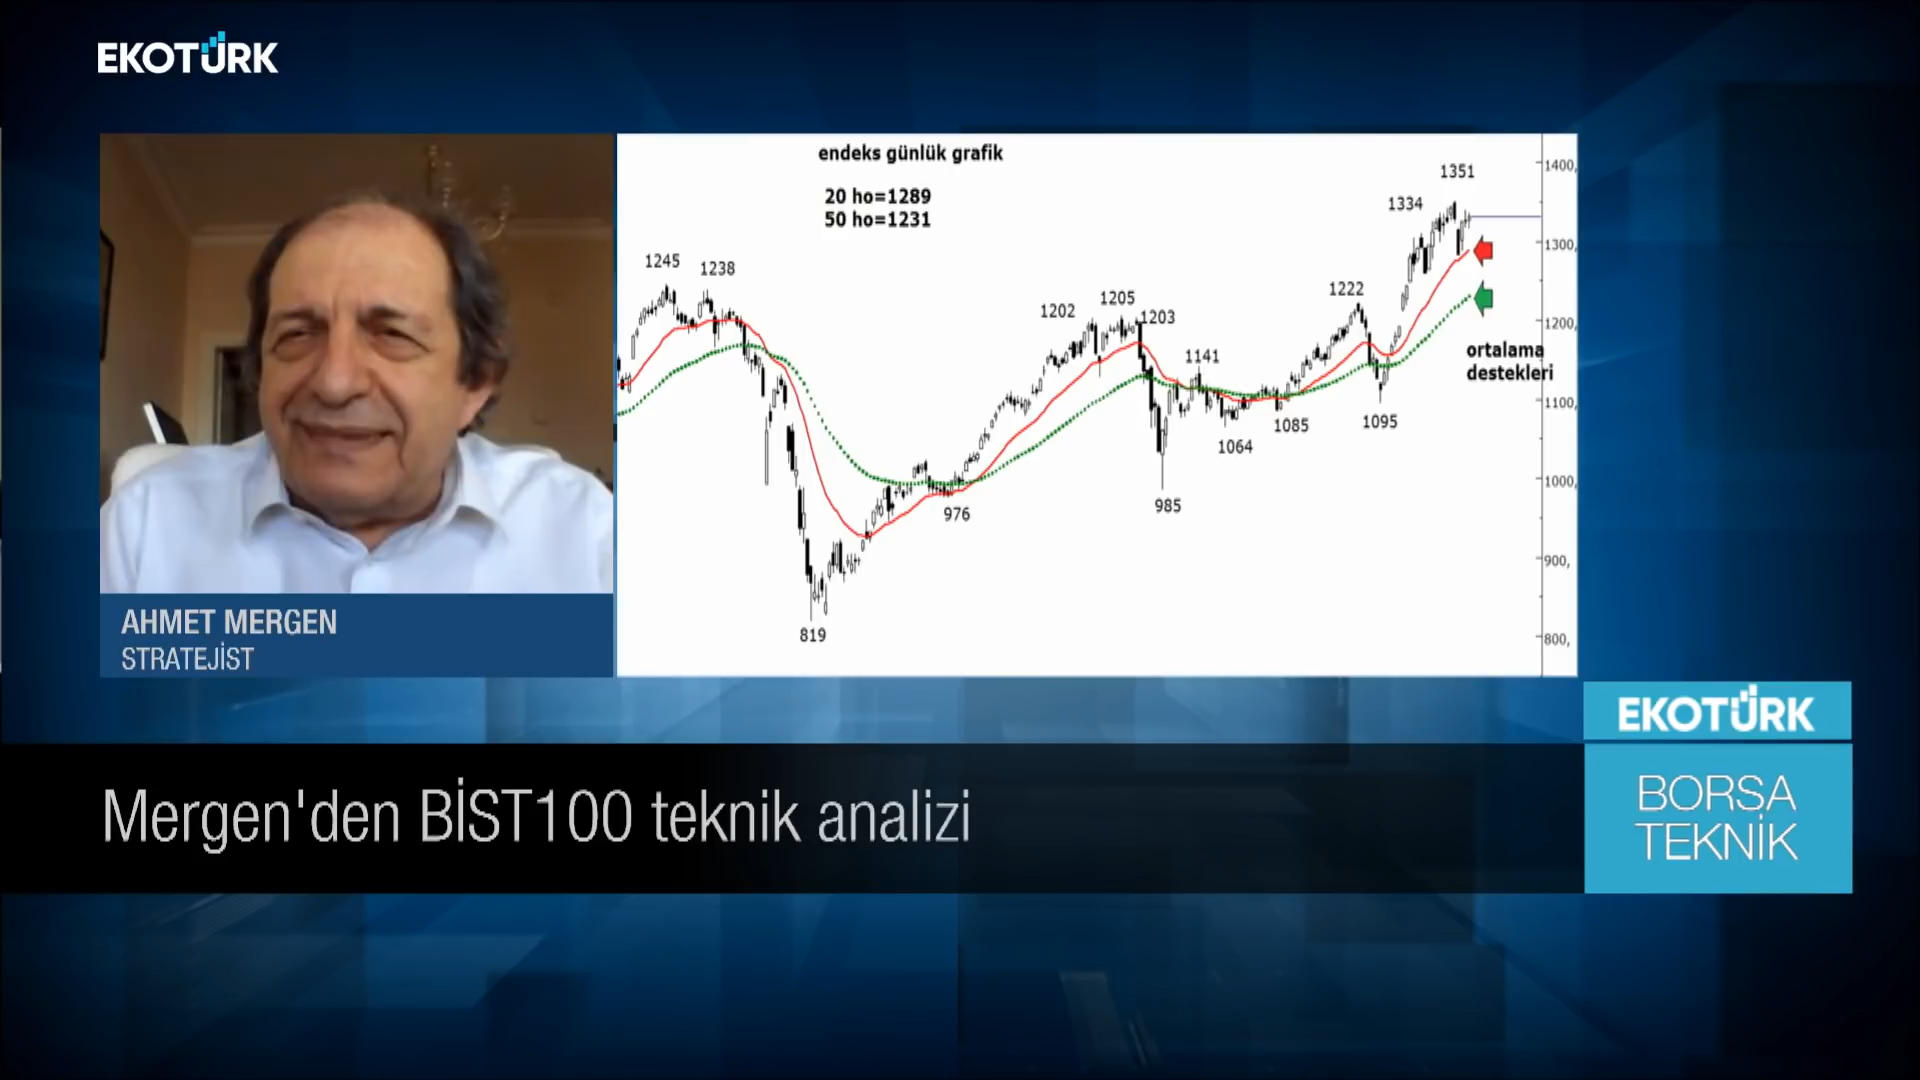 EKOTÜRK
endeks günlük grafik
20 ho=1289
50 ho=1231
1245
1238
819
976
1202
1205
1203
985
1141
1064
1085
1222
1095
1334
1351
ortalama
destekleri
1400,
1300,
1200,
1100,
1000,
900,
800,
AHMET MERGEN
STRATEJİST
EKOTÜRK
Mergen'den BİST100 teknik analizi
BORSA
TEKNİK